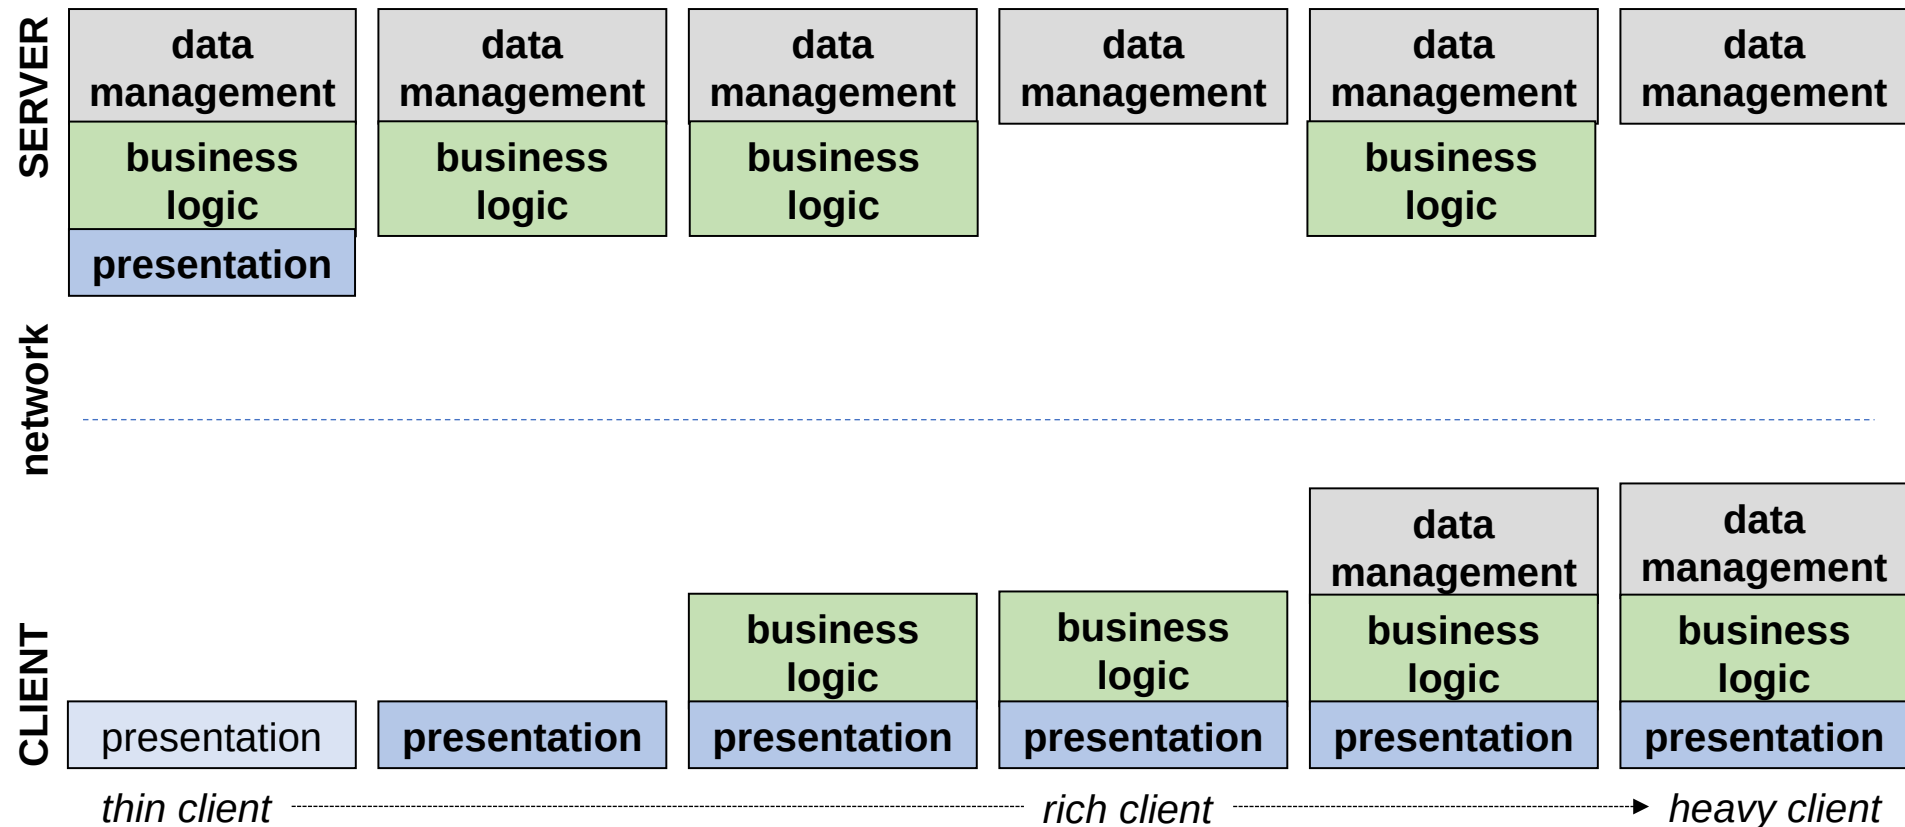 SERVER
data
management
business
logic
presentation
data
management
business
logic
data
management
business
logic
data
management
data
management
business
logic
data
management
network
CLIENT
presentation
presentation
business
logic
presentation
business
logic
presentation
data
management
business
logic
presentation
data
management
business
logic
presentation
thin client
rich client
heavy client